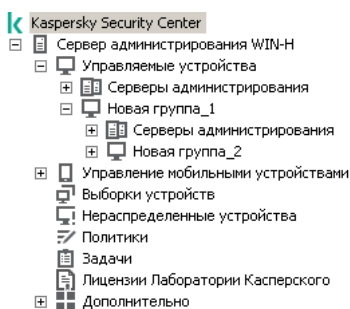 Kaspersky Security Center
Сервер администрирования WIN-H
Управляемые устройства
Серверы администрирования
Новая группа_1
Серверы администрирования
Новая группа_2
Управление мобильными устройствами
Выборки устройств
Нераспределенные устройства
Политики
Задачи
Лицензии Лаборатории Касперского
Дополнительно